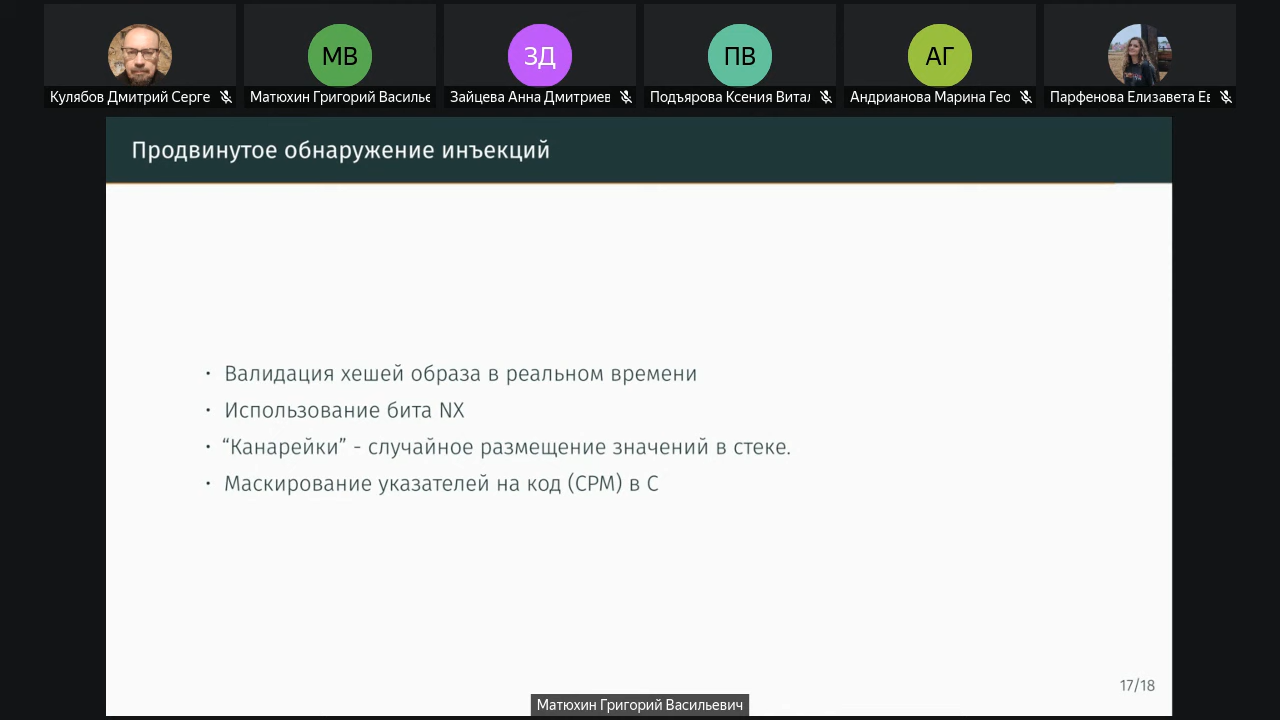 МВ
ЗД
ПВ
АГ
Кулябов Дмитрий Серге
Матюхин Григорий Василье
Зайцева Анна Дмитриев
Подъярова Ксения Витал
Андрианова Марина Гео
Парфенова Елизавета Ев
Продвинутое обнаружение инъекций
• Валидация хешей образа в реальном времени
• Использование бита NX
• “Канарейки” - случайное размещение значений в стеке.
• Маскирование указателей на код (CPM) в C
17/18
Матюхин Григорий Васильевич